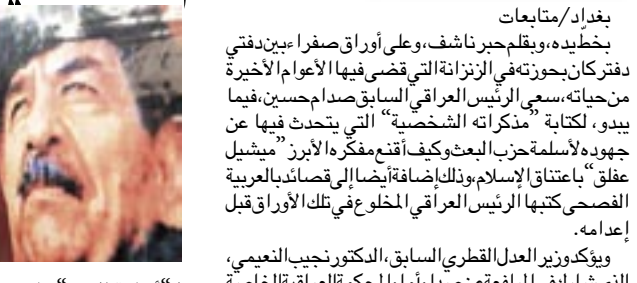 بغداد/متابعات
بخط يده، وبقلم حبر ناشف، وعلى أوراق صفراء بين دفتي
دفتر كان بحوزته في الزنزانة التي قضى فيها الأعوام الأخيرة
من حياته، سعى الرئيس العراقي السابق صدام حسين، فيما
يبدو، لكتابة ”مذكراته الشخصية“ التي يتحدث فيها عن
جهوده لأسلمة حزب البعث وكيف أقنع مفكره الأبرز ”ميشيل
عفلق“ باعتناق الإسلام، وذلك إضافة أيضا إلى قصائد بالعربية
الفصحى كتبها الرئيس العراقي المخلوع في تلك الأوراق قبل
إعدامه.
ويؤكد وزير العدل القطري السابق، الدكتور نجيب النعيمي،